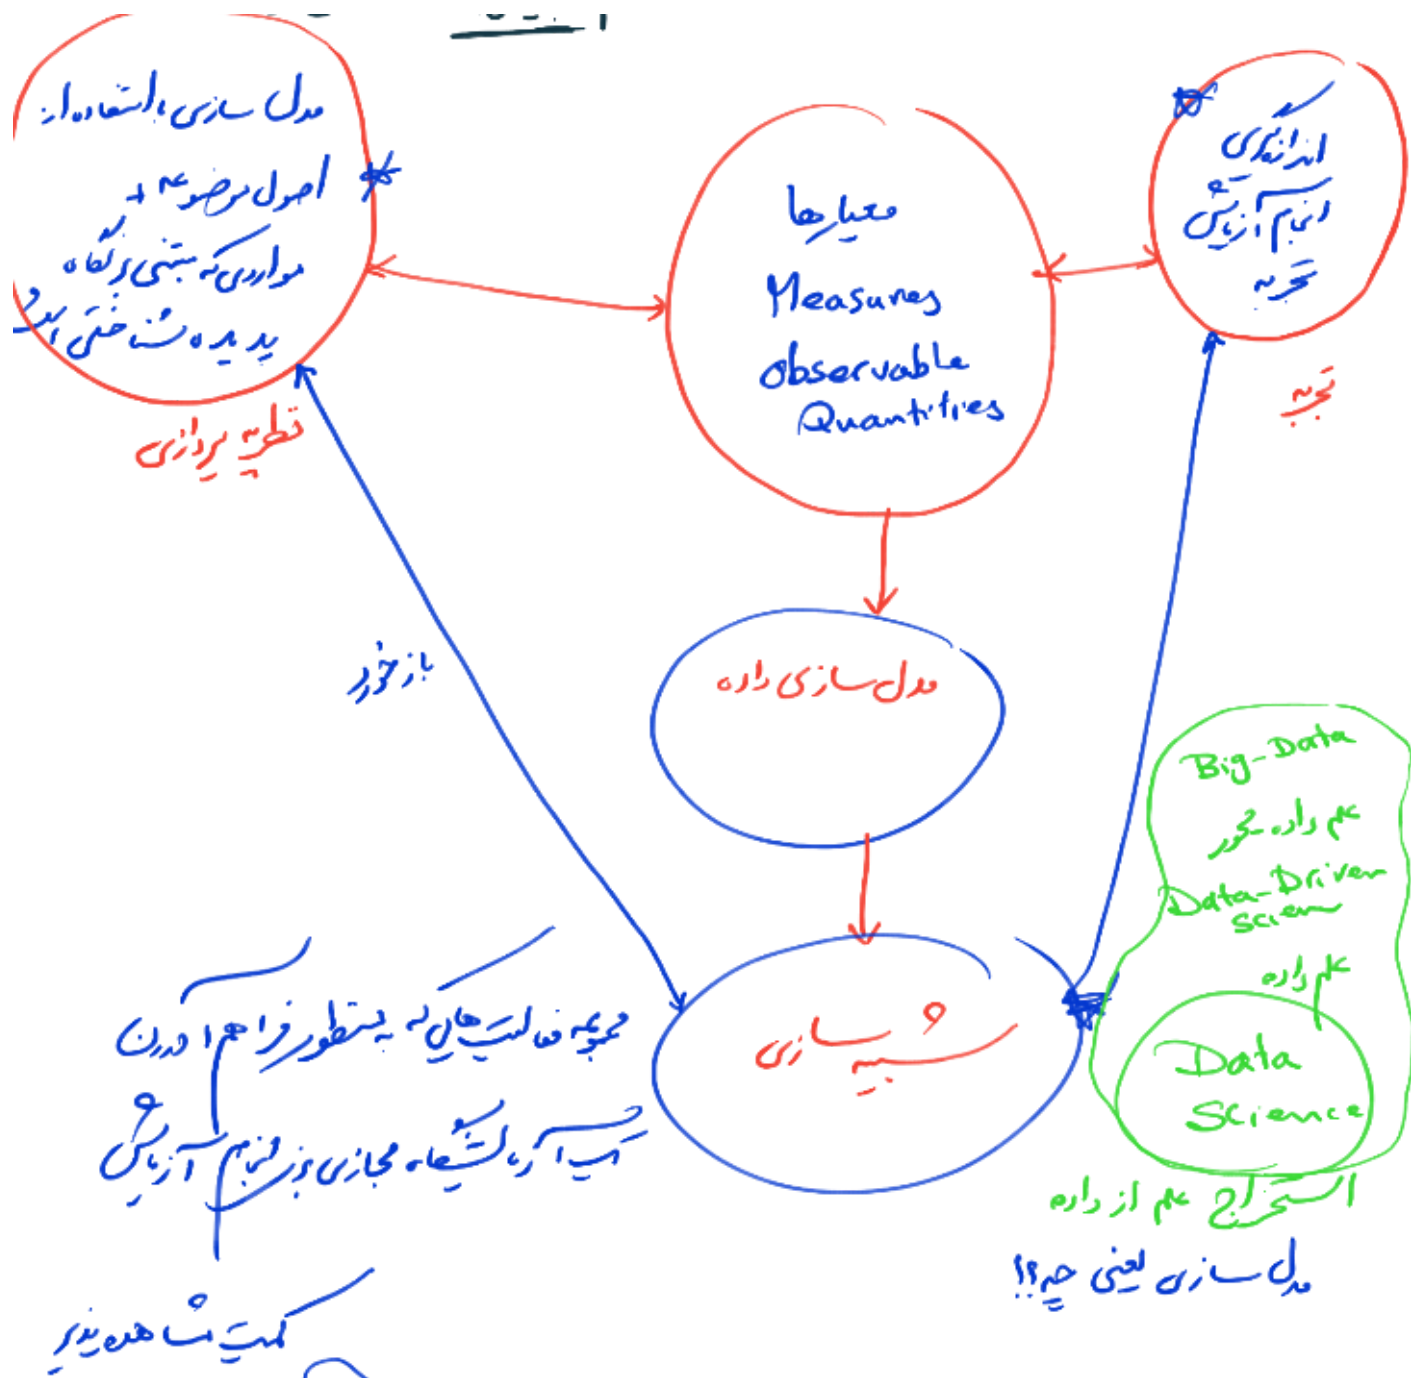 مدل سازی با استفاده از:
اصول موضوعه +
مواردی که مبتنی بر نگاه
پدیده شناختی
نظریه پردازی
معیارها
Measures
Observable
Quantities
اندازه‌گیری
انجام آزمایش
تجربه
تجربه
بازخورد
مدل سازی داده
شبیه سازی
Big-Data
علم داده-محور
Data-Driven
Scien
علم داده
Data
Science
استخراج علم از داده
مدل سازی یعنی چه؟!
مجموعه فعالیت‌هایی که به منظور فراهم آوردن
یک آزمایشگاه مجازی برای انجام آزمایش
کمیت مشاهده پذیر